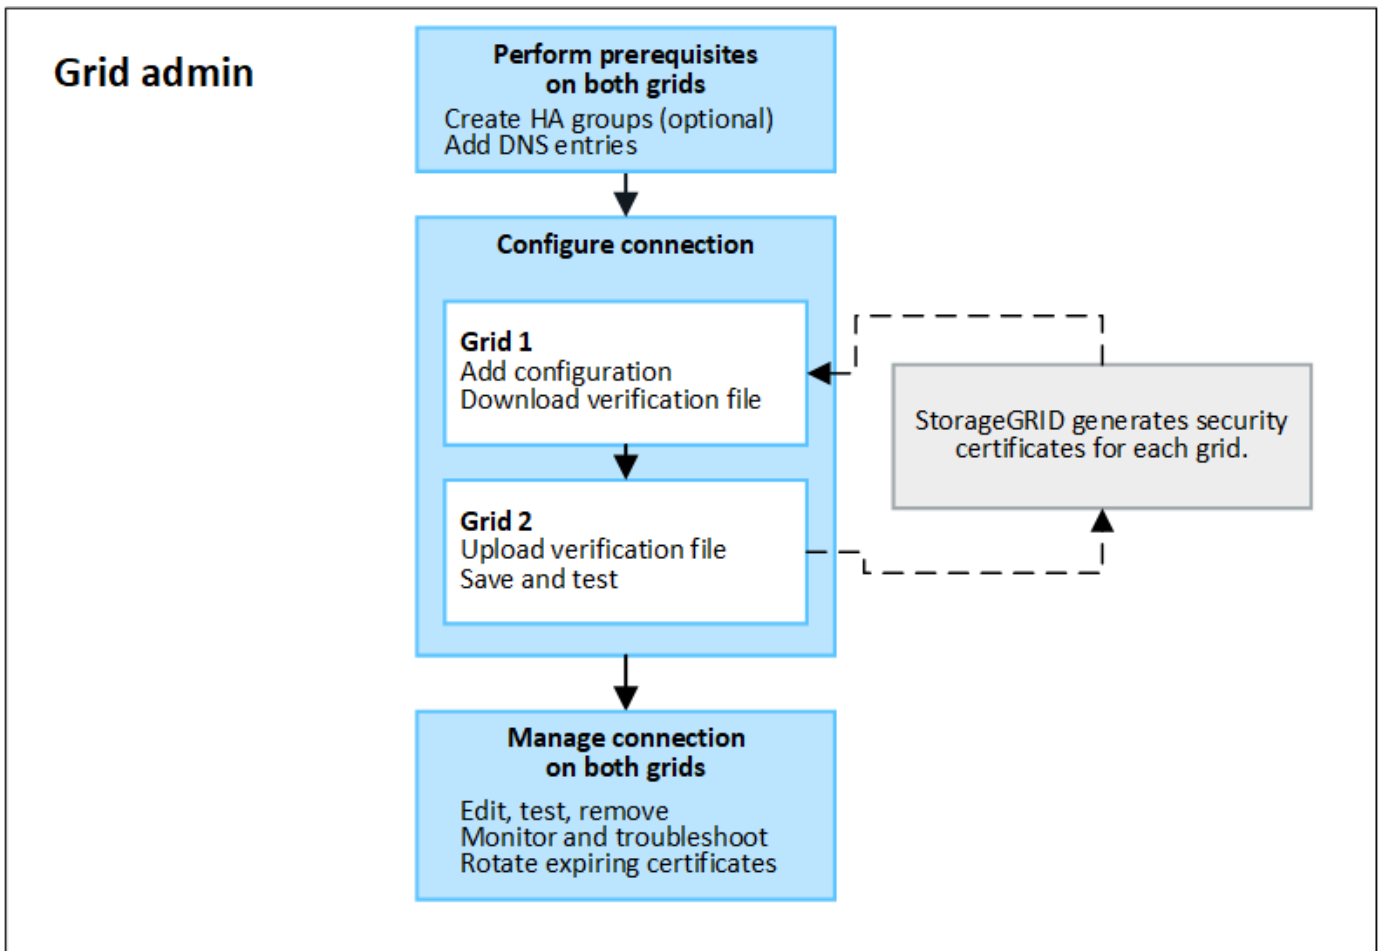 Grid admin
Perform prerequisites
on both grids
Create HA groups (optional)
Add DNS entries
Configure connection
Grid 1
Add configuration
Download verification file
StorageGRID generates security
certificates for each grid.
Grid 2
Upload verification file
Save and test
Manage connection
on both grids
Edit, test, remove
Monitor and troubleshoot
Rotate expiring certificates